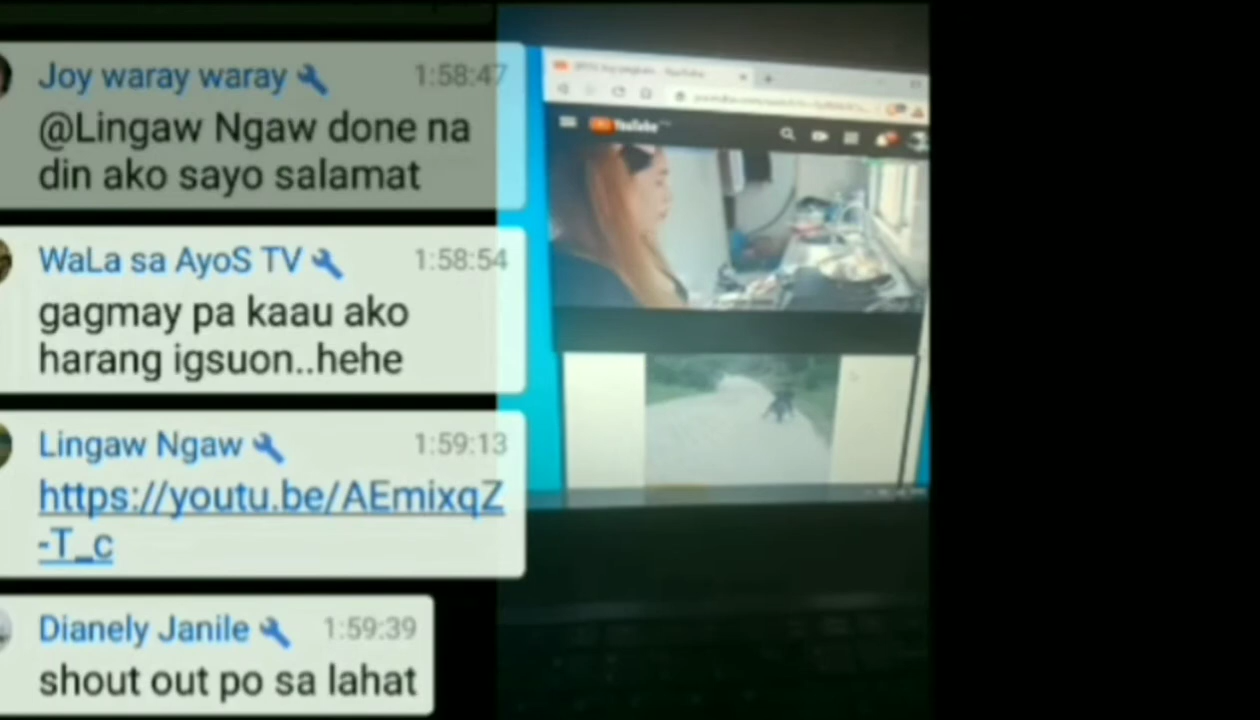 Joy waray waray 1:58:47
@Lingaw Ngaw done na
din ako sayo salamat
WaLa sa AyoS TV 1:58:54
gagmay pa kaau ako
harang igsuon..hehe
Lingaw Ngaw 1:59:13
https://youtu.be/AEmixqZ
-T_c
Dianely Janile 1:59:39
shout out po sa lahat
YouTube